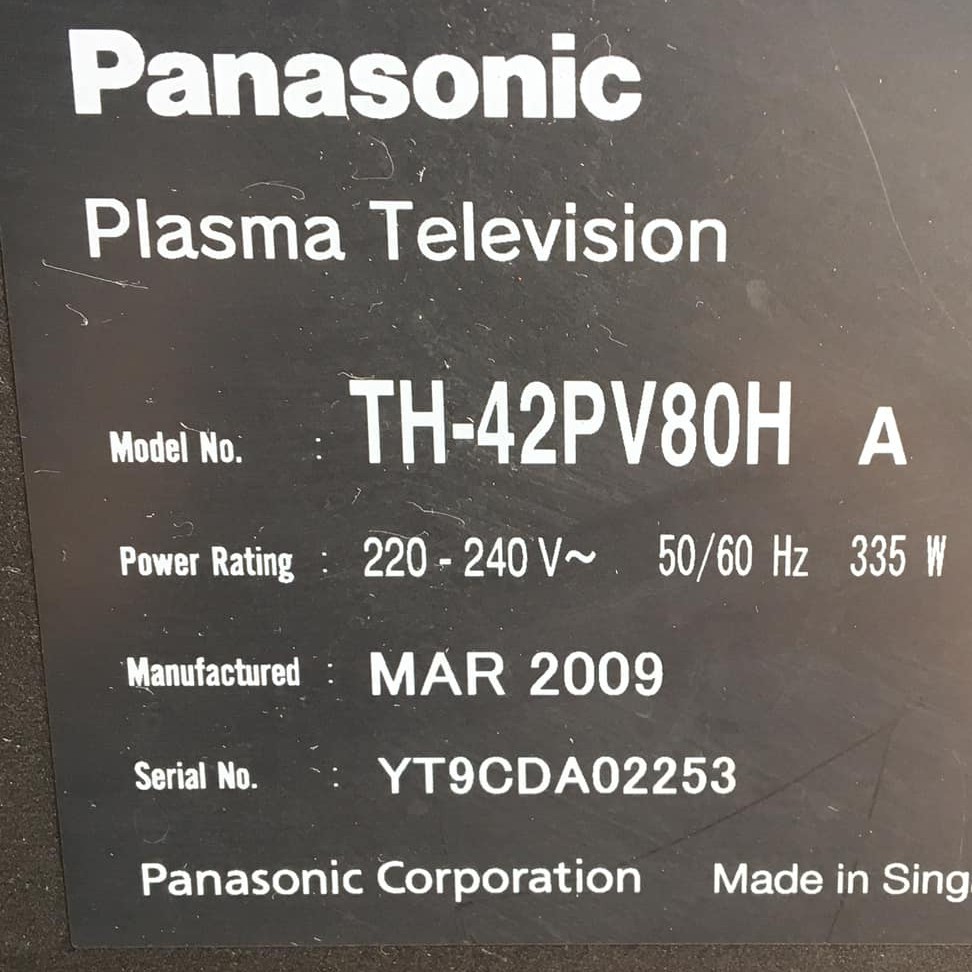 Panasonic
Plasma Television
Model No. : TH-42PV80H A
Power Rating : 220 - 240 V~ 50/60 Hz 335 W
Manufactured : MAR 2009
Serial No. : YT9CDA02253
Panasonic Corporation Made in Sing